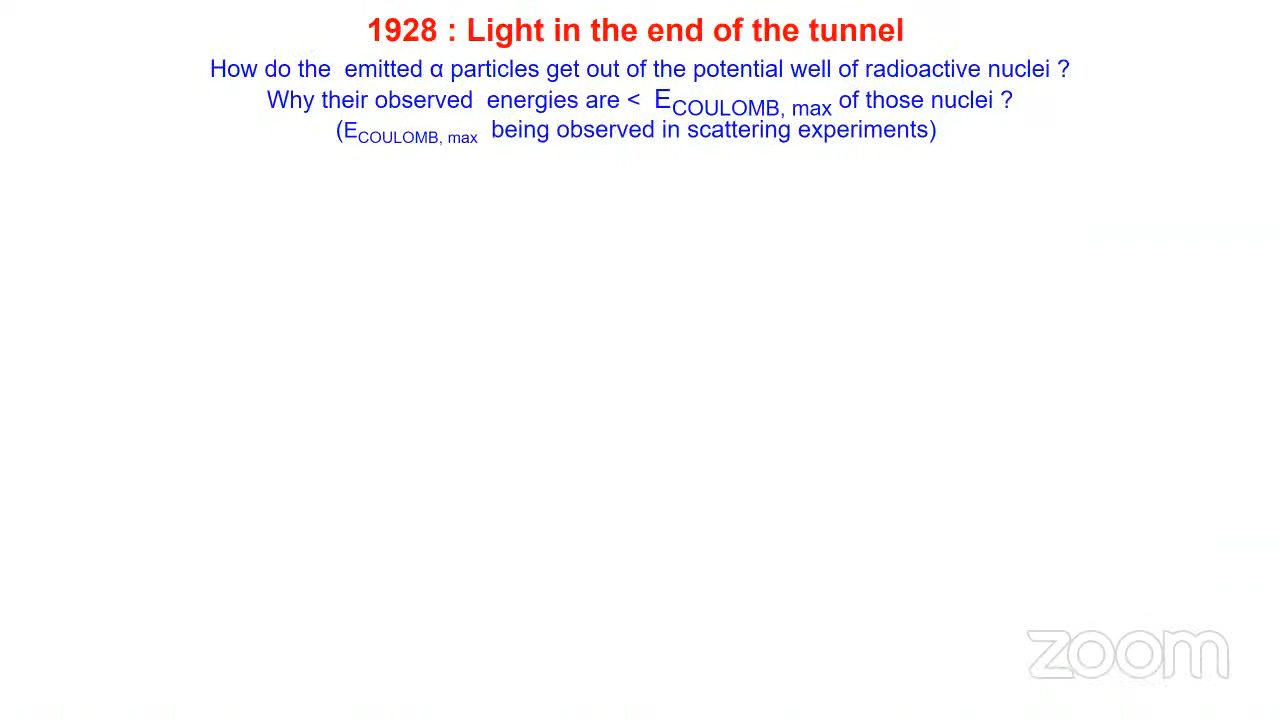 1928 : Light in the end of the tunnel
How do the emitted α particles get out of the potential well of radioactive nuclei ?
Why their observed energies are < E COULOMB, max of those nuclei ?
(E COULOMB, max being observed in scattering experiments)
zoom